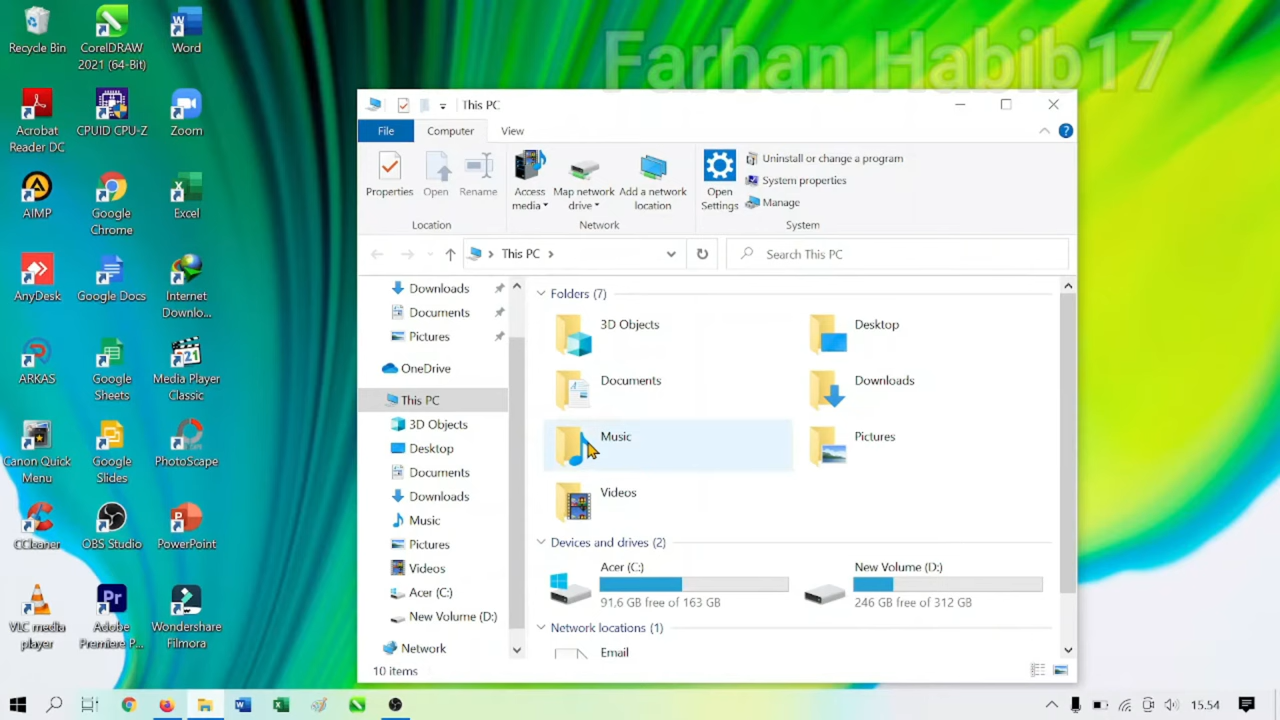 Recycle Bin
CorelDRAW
2021 (64-Bit)
Word
Acrobat
Reader DC
CPUID CPU-Z
Zoom
AIMP
Google
Chrome
Excel
AnyDesk
Google Docs
Internet
Downlo...
ARKAS
Google
Sheets
Media Player
Classic
Canon Quick
Menu
Google
Slides
PhotoScape
CCleaner
OBS Studio
PowerPoint
VLC media
player
Adobe
Premiere P...
Wondershare
Filmora
Farhan Habib17
This PC
File
Computer
View
Properties
Open
Rename
Access
media
Map network
drive
Add a network
location
Open
Settings
Uninstall or change a program
System properties
Manage
Location
Network
System
This PC
Search This PC
Downloads
Documents
Pictures
OneDrive
This PC
3D Objects
Desktop
Documents
Downloads
Music
Pictures
Videos
Acer (C:)
New Volume (D:)
Network
Folders (7)
3D Objects
Desktop
Documents
Downloads
Music
Pictures
Videos
Devices and drives (2)
Acer (C:)
91,6 GB free of 163 GB
New Volume (D:)
246 GB free of 312 GB
Network locations (1)
Email
10 items
15.54